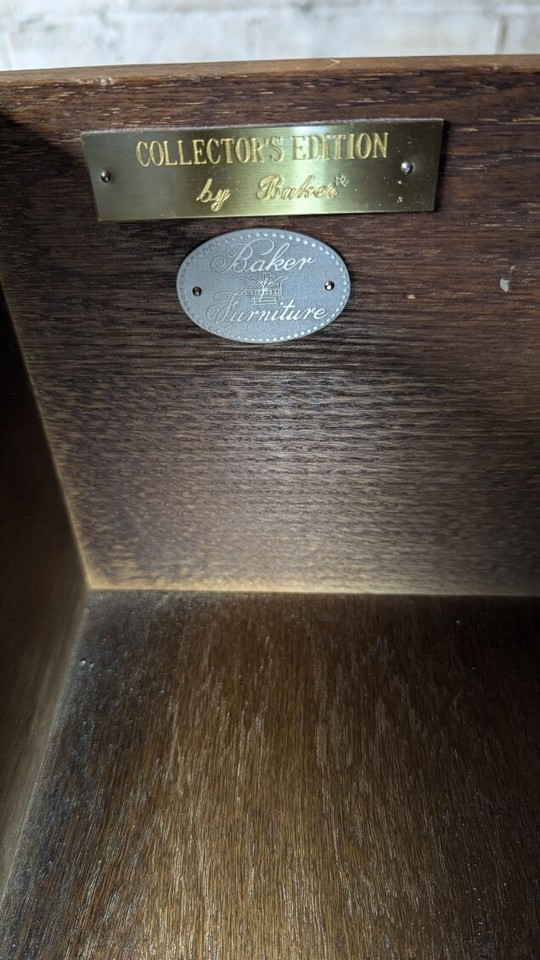 COLLECTOR'S EDITION
by Baker®
Baker
Furniture